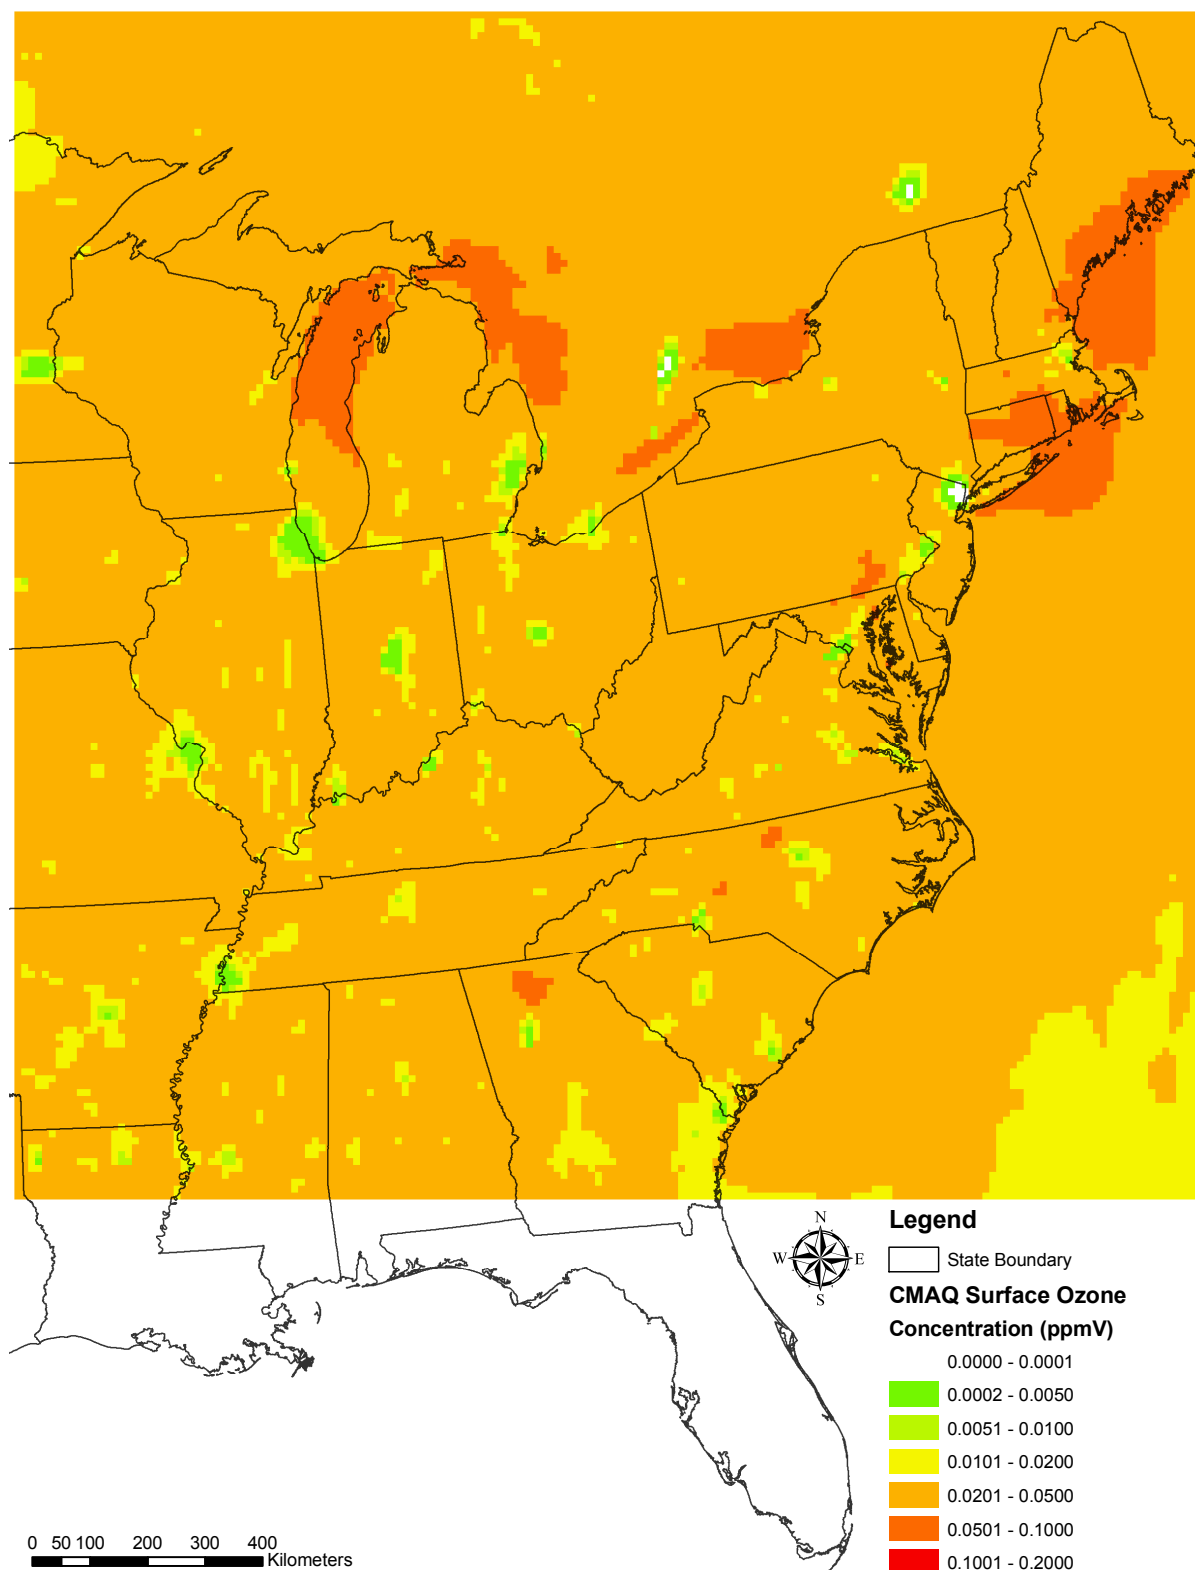 N
W E
S
Legend
State Boundary
CMAQ Surface Ozone
Concentration (ppmV)
0.0000 - 0.0001
0.0002 - 0.0050
0.0051 - 0.0100
0.0101 - 0.0200
0.0201 - 0.0500
0.0501 - 0.1000
0.1001 - 0.2000
0 50 100 200 300 400
Kilometers